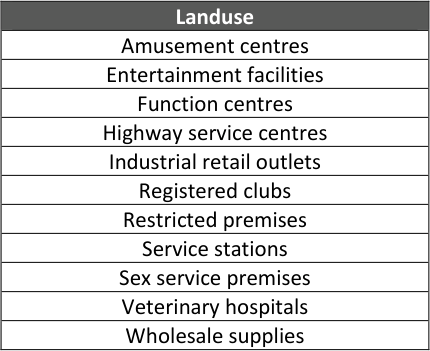 Landuse
Amusement centres
Entertainment facilities
Function centres
Highway service centres
Industrial retail outlets
Registered clubs
Restricted premises
Service stations
Sex service premises
Veterinary hospitals
Wholesale supplies